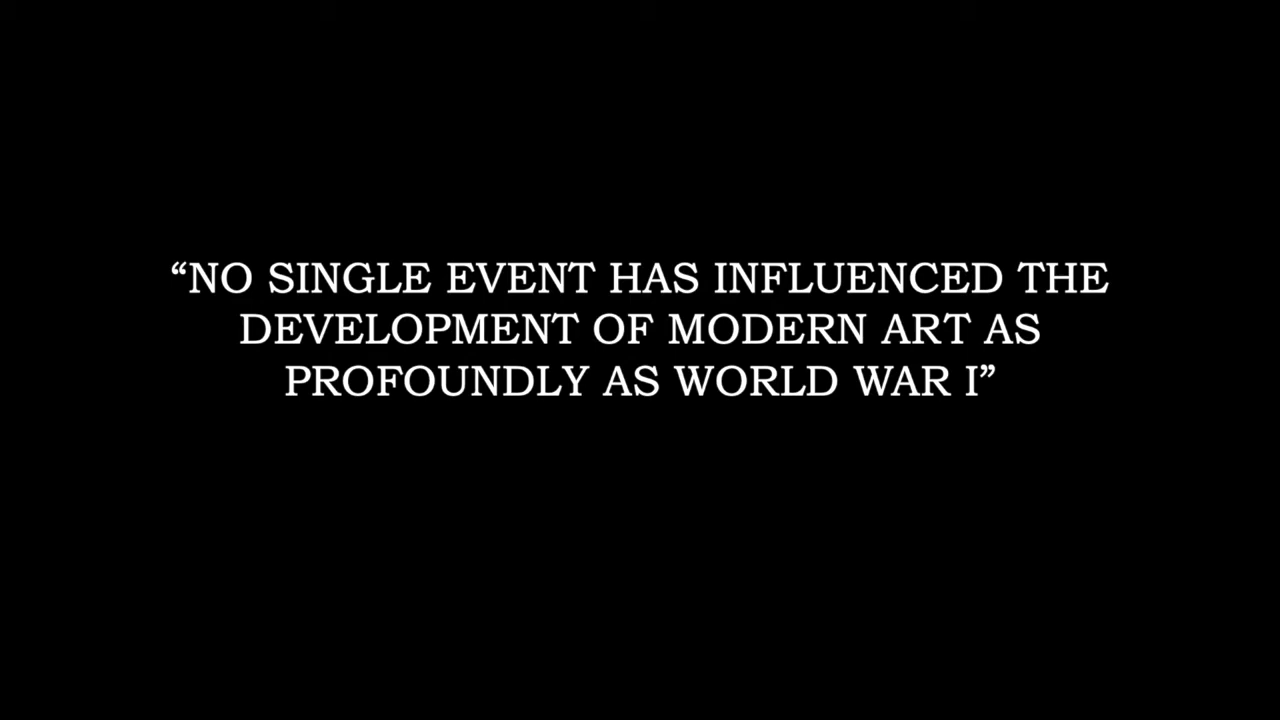 “NO SINGLE EVENT HAS INFLUENCED THE
DEVELOPMENT OF MODERN ART AS
PROFOUNDLY AS WORLD WAR I”